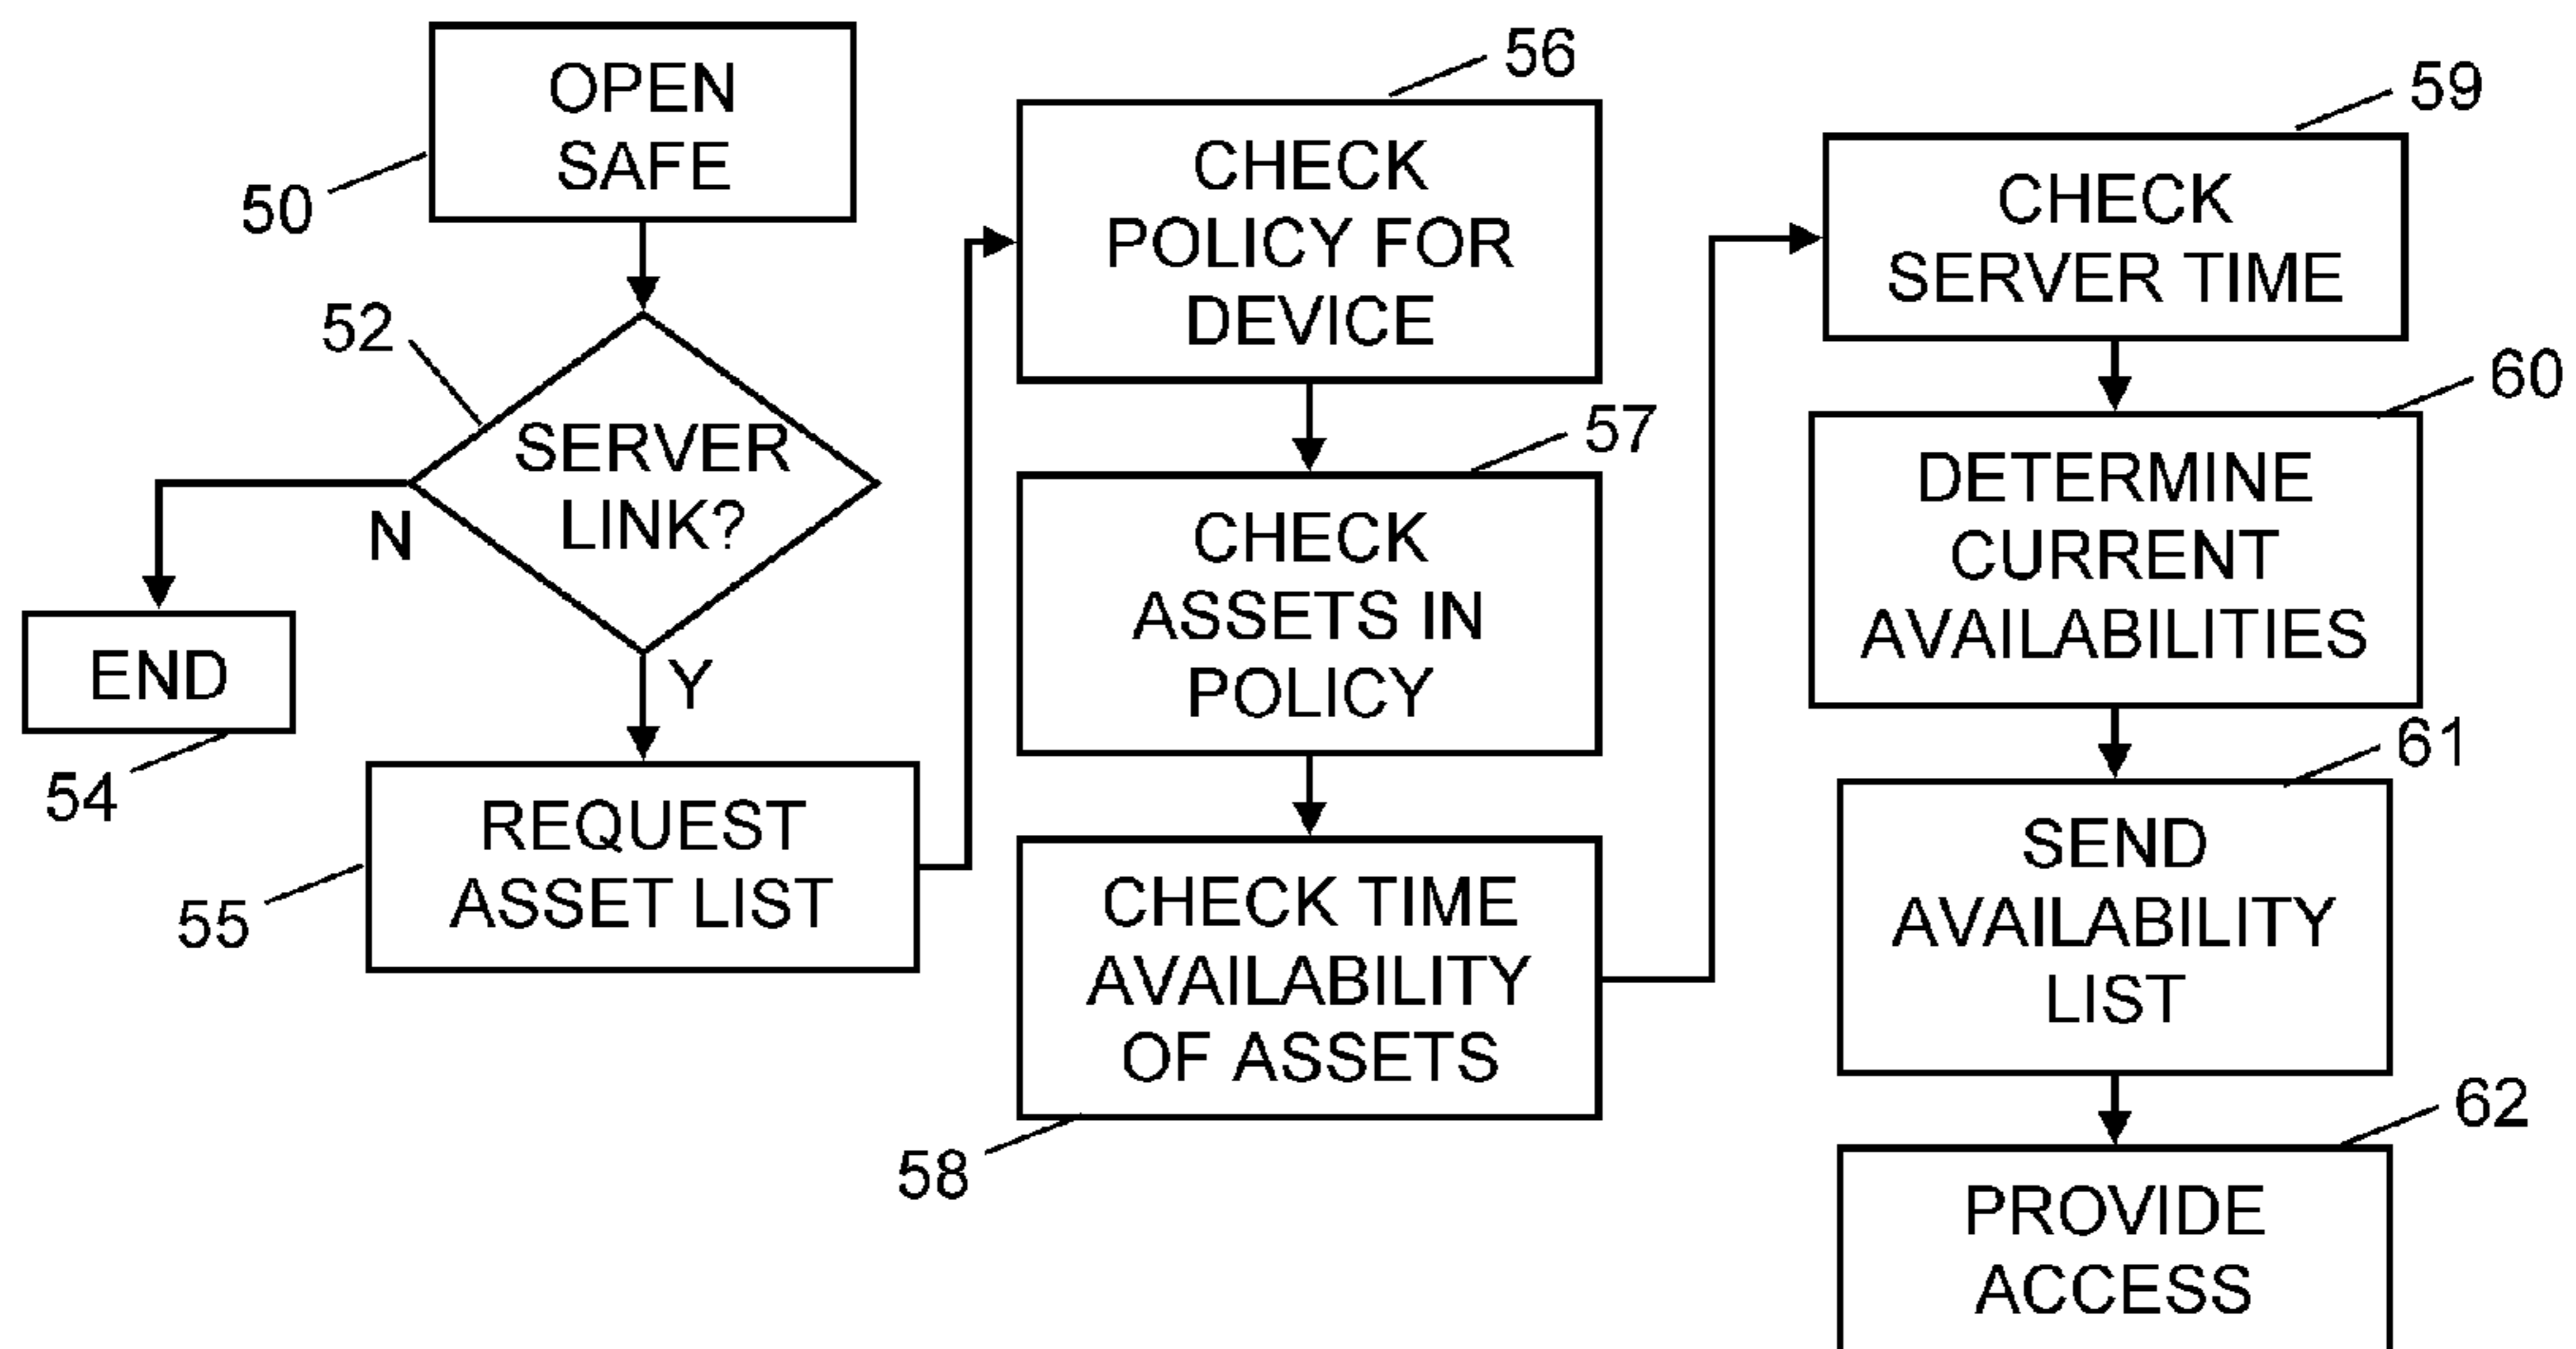 OPEN
SAFE
50
52
SERVER
LINK?
N
Y
END
54
REQUEST
ASSET LIST
55
56
CHECK
POLICY FOR
DEVICE
57
CHECK
ASSETS IN
POLICY
CHECK TIME
AVAILABILITY
OF ASSETS
58
59
CHECK
SERVER TIME
60
DETERMINE
CURRENT
AVAILABILITIES
61
SEND
AVAILABILITY
LIST
62
PROVIDE
ACCESS